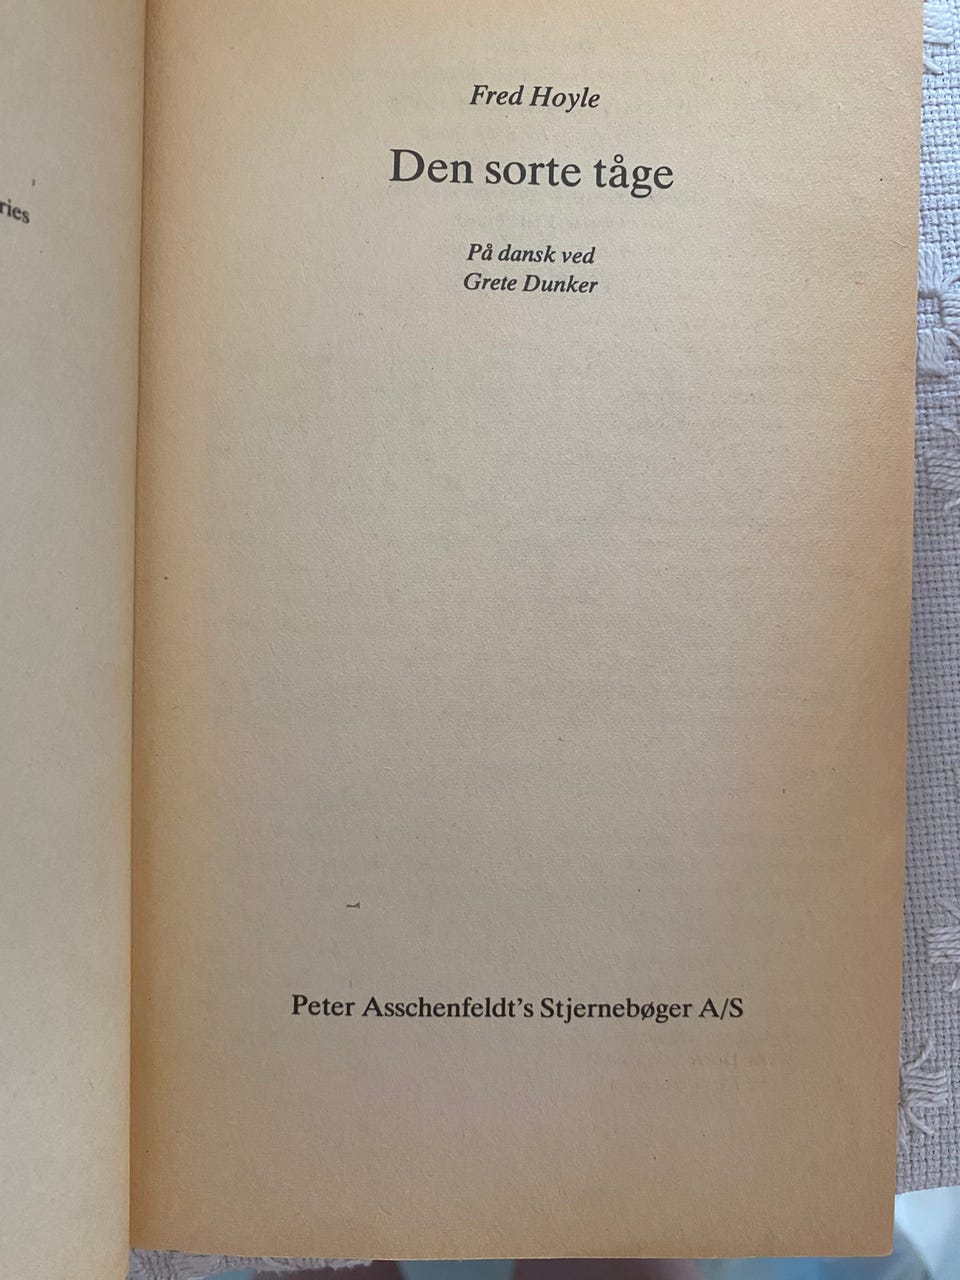 Fred Hoyle
Den sorte tåge
På dansk ved
Grete Dunker
Peter Asschenfeldt's Stjernebøger A/S